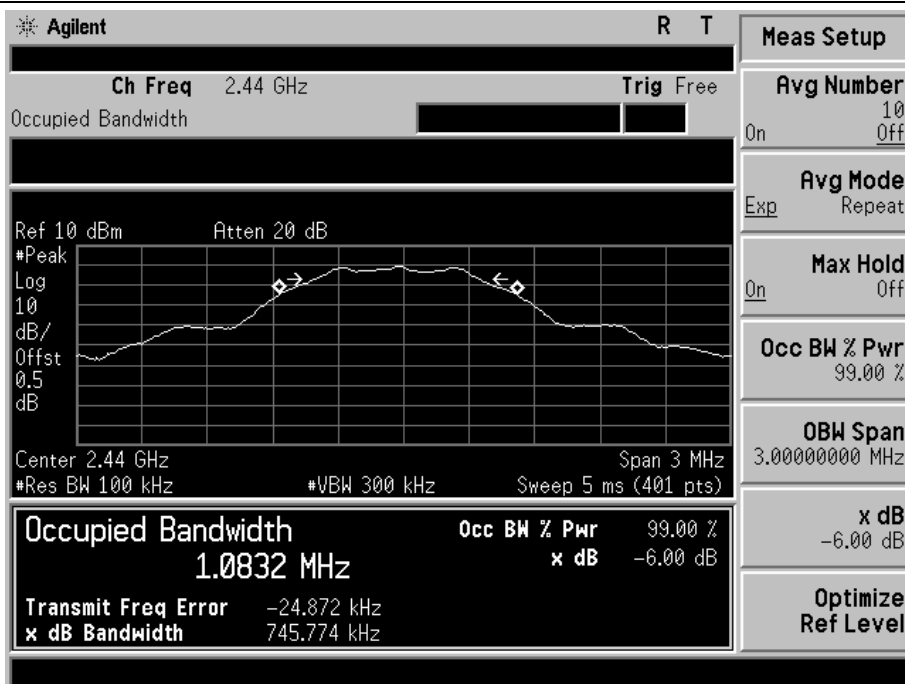 Agilent R T
Ch Freq 2.44 GHz Trig Free
Occupied Bandwidth
Ref 10 dBm Atten 20 dB
#Peak
Log
10
dB/
Offst
0.5
dB
Center 2.44 GHz Span 3 MHz
#Res BW 100 kHz #VBW 300 kHz Sweep 5 ms (401 pts)
Occupied Bandwidth Occ BW % Pwr 99.00 %
1.0832 MHz x dB -6.00 dB
Transmit Freq Error -24.872 kHz
x dB Bandwidth 745.774 kHz
Meas Setup
Avg Number
10
On Off
Avg Mode
Exp Repeat
Max Hold
On Off
Occ BW % Pwr
99.00 %
OBW Span
3.00000000 MHz
x dB
-6.00 dB
Optimize
Ref Level